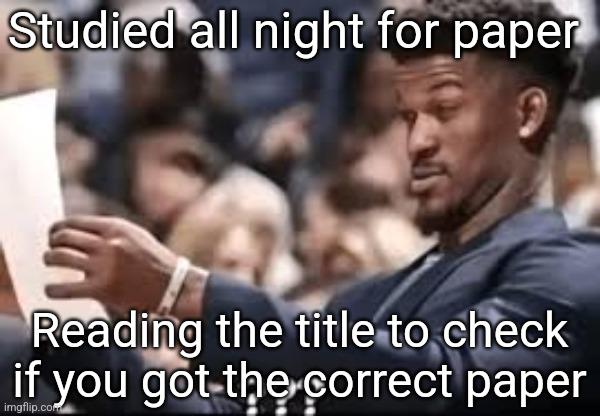 Studied all night for paper
Reading the title to check
if you got the correct paper
imgflip.com